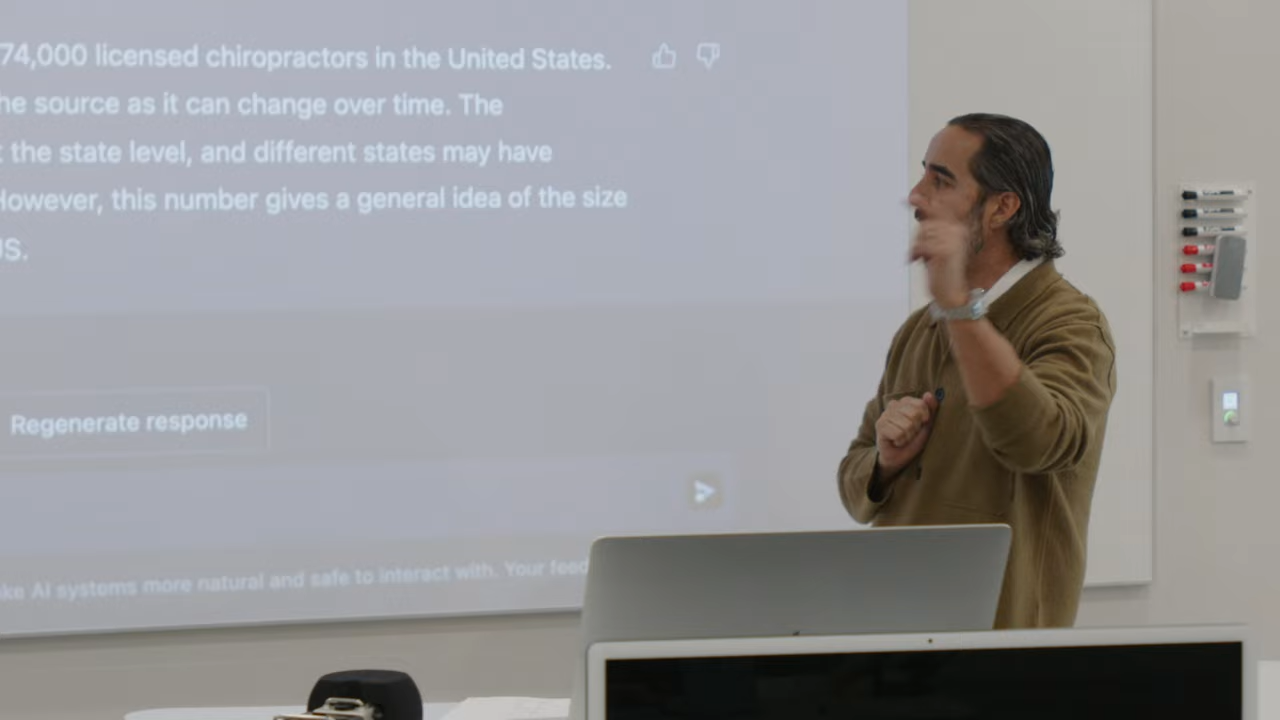 74,000 licensed chiropractors in the United States.
he source as it can change over time. The
the state level, and different states may have
However, this number gives a general idea of the size
US.
Regenerate response
ke AI systems more natural and safe to interact with. Your feed